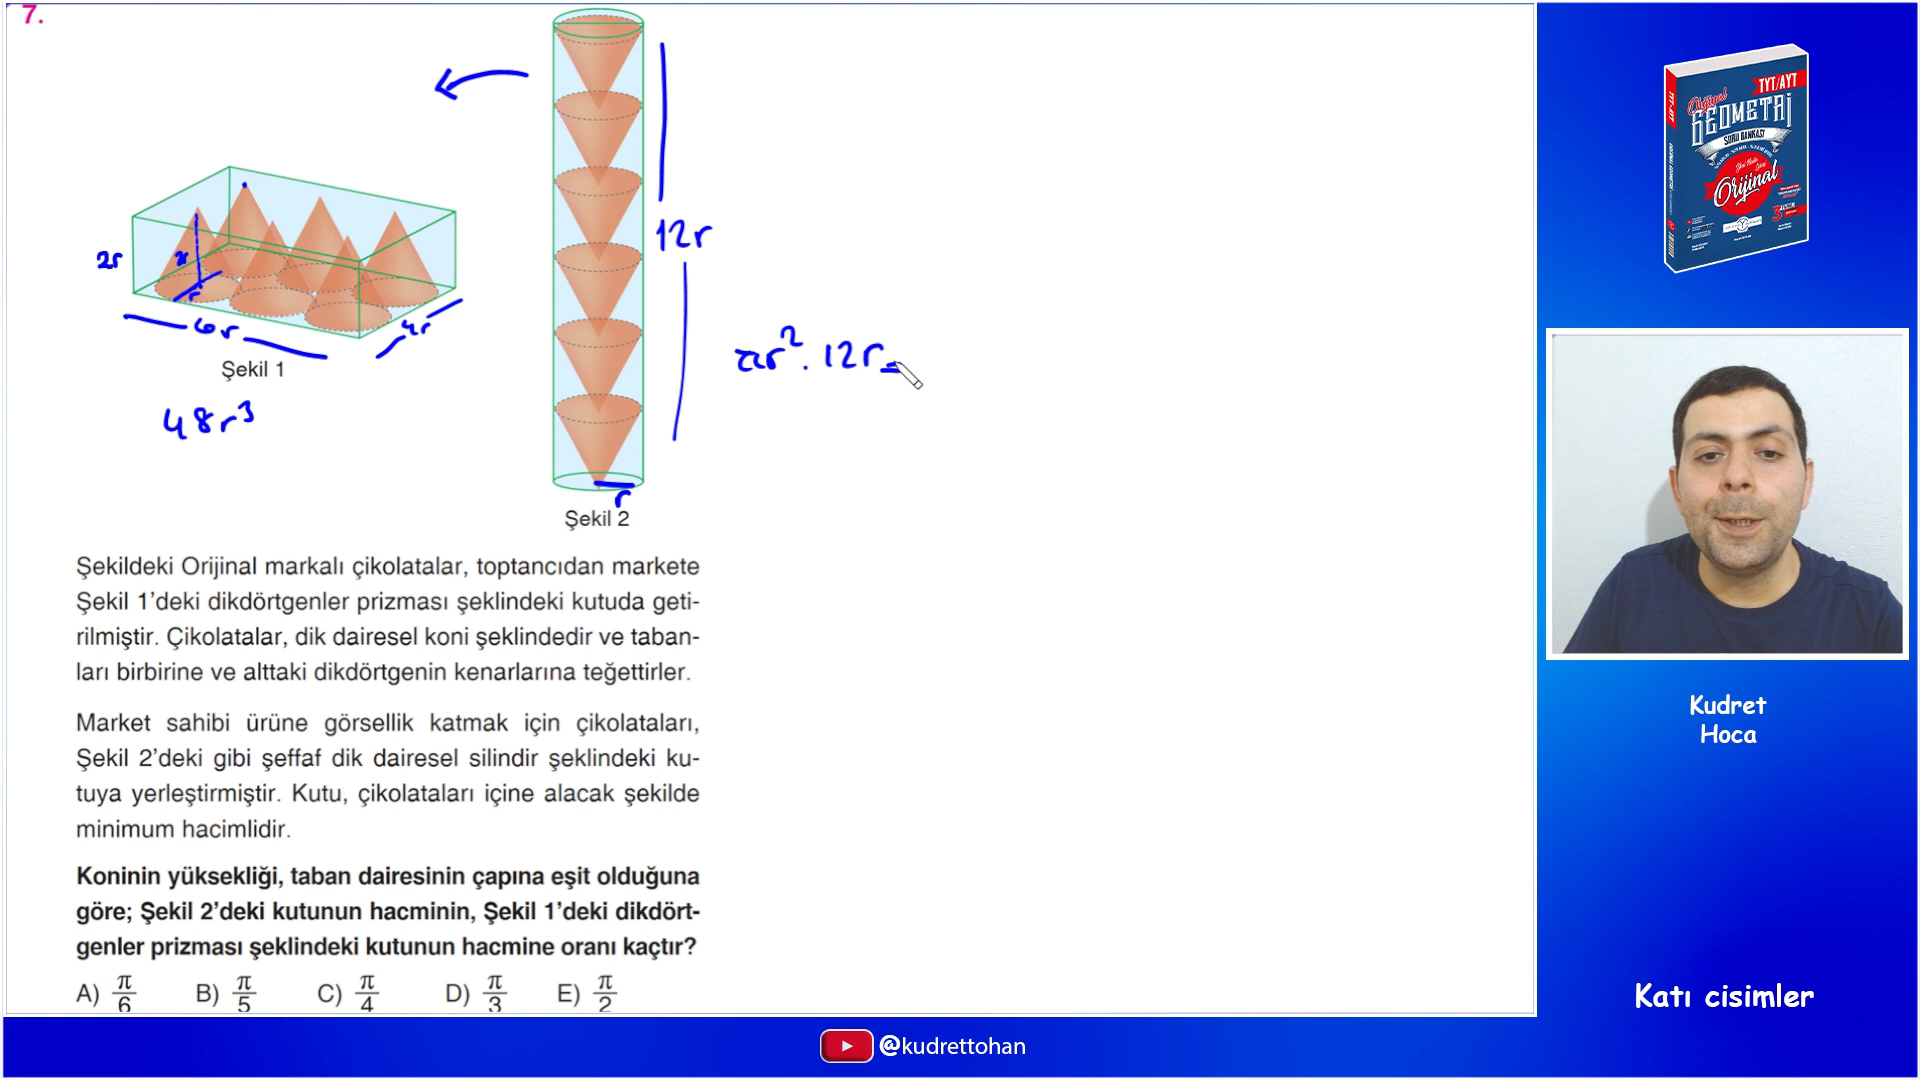 7.
12r
2r
x
r
6r
4r
Şekil 1
48r³
πr² . 12r =
r
Şekil 2
Şekildeki Orijinal markalı çikolatalar, toptancıdan markete
Şekil 1’deki dikdörtgenler prizması şeklindeki kutuda geti-
rilmiştir. Çikolatalar, dik dairesel koni şeklindedir ve taban-
ları birbirine ve alttaki dikdörtgenin kenarlarına teğettirler.
Market sahibi ürüne görsellik katmak için çikolataları,
Şekil 2’deki gibi şeffaf dik dairesel silindir şeklindeki ku-
tuya yerleştirmiştir. Kutu, çikolataları içine alacak şekilde
minimum hacimlidir.
Koninin yüksekliği, taban dairesinin çapına eşit olduğuna
göre; Şekil 2’deki kutunun hacminin, Şekil 1’deki dikdört-
genler prizması şeklindeki kutunun hacmine oranı kaçtır?
A) π/6 B) π/5 C) π/4 D) π/3 E) π/2
TYT/AYT
Orijinal
GEOMETRİ
SORU BANKASI
Orijinal
Kudret
Hoca
Katı cisimler
@kudrettohan